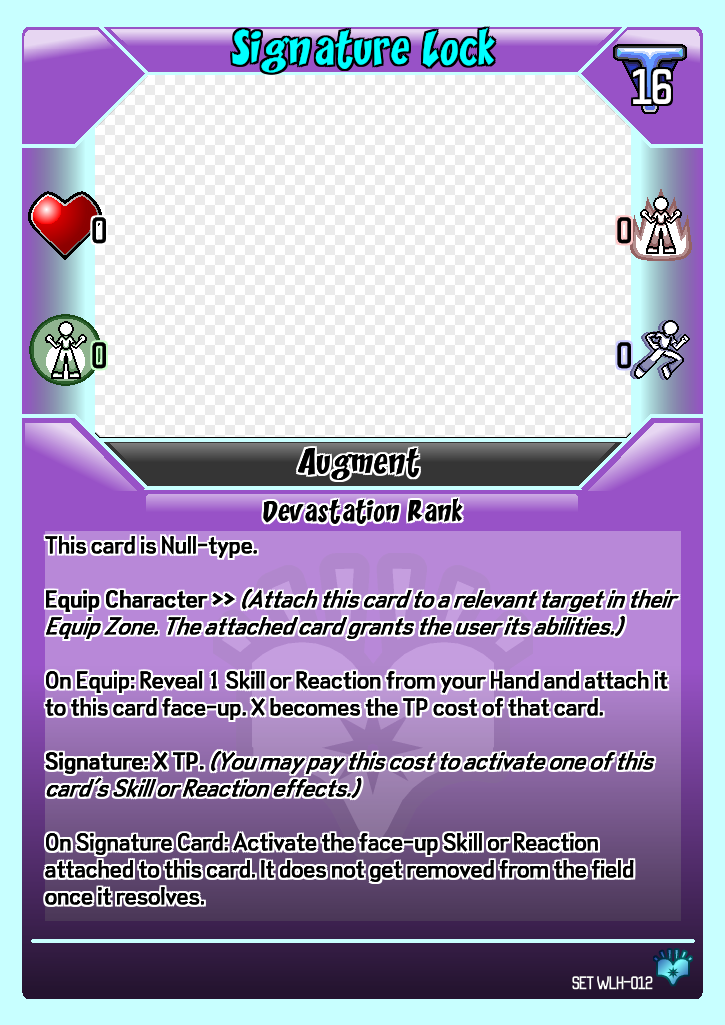 Signature Lock
16
0
0
0
0
Augment
Devastation Rank
This card is Null-type.
Equip Character >> (Attach this card to a relevant target in their
Equip Zone. The attached card grants the user its abilities.)
On Equip: Reveal 1 Skill or Reaction from your Hand and attach it
to this card face-up. X becomes the TP cost of that card.
Signature: X TP. (You may pay this cost to activate one of this
card's Skill or Reaction effects.)
On Signature Card: Activate the face-up Skill or Reaction
attached to this card. It does not get removed from the field
once it resolves.
SET WLH-012